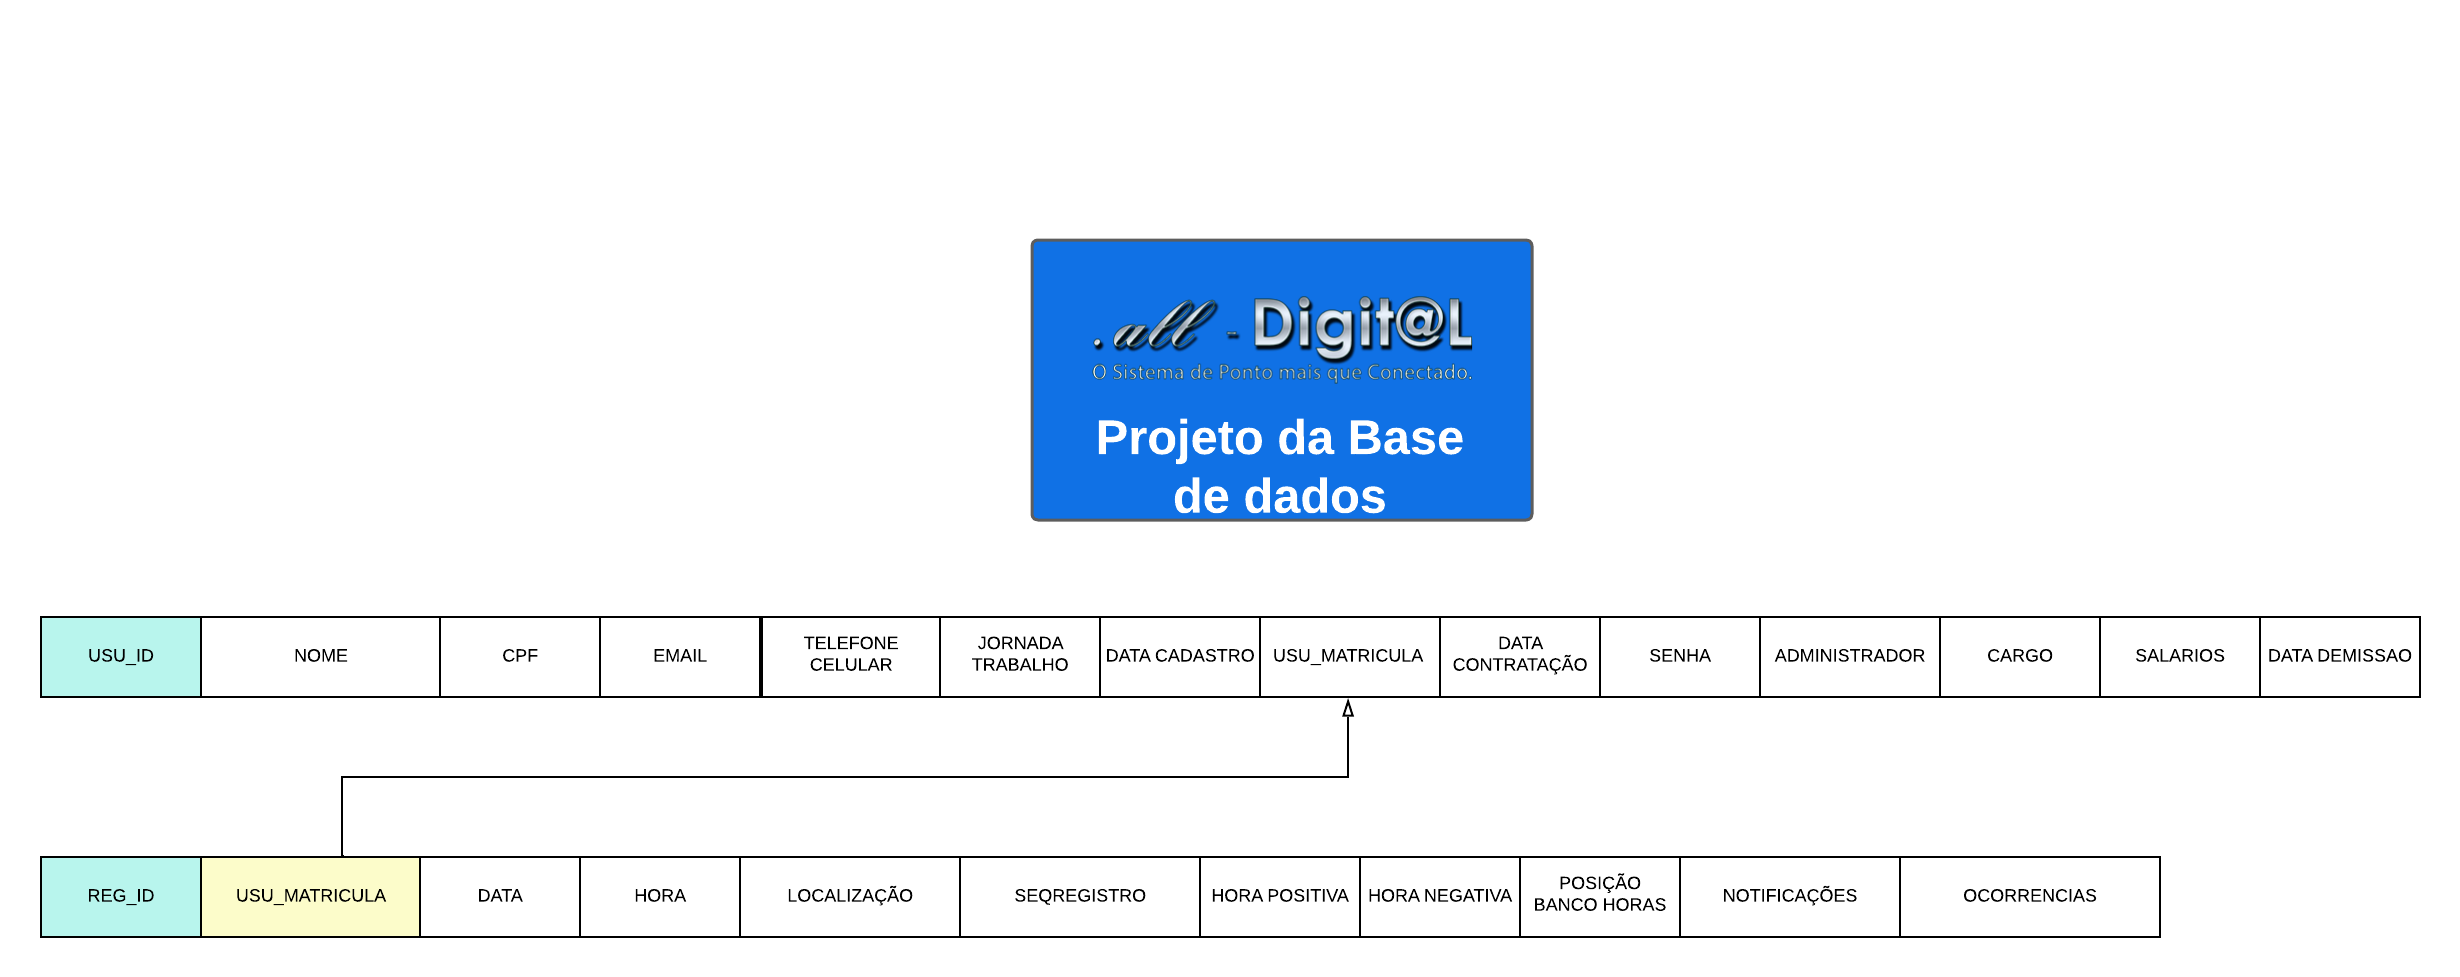 .all - Digit@L
O Sistema de Ponto mais que Conectado.
Projeto da Base
de dados
USU_ID
NOME
CPF
EMAIL
TELEFONE
CELULAR
JORNADA
TRABALHO
DATA CADASTRO
USU_MATRICULA
DATA
CONTRATAÇÃO
SENHA
ADMINISTRADOR
CARGO
SALARIOS
DATA DEMISSAO
REG_ID
USU_MATRICULA
DATA
HORA
LOCALIZAÇÃO
SEQREGISTRO
HORA POSITIVA
HORA NEGATIVA
POSIÇÃO
BANCO HORAS
NOTIFICAÇÕES
OCORRENCIAS